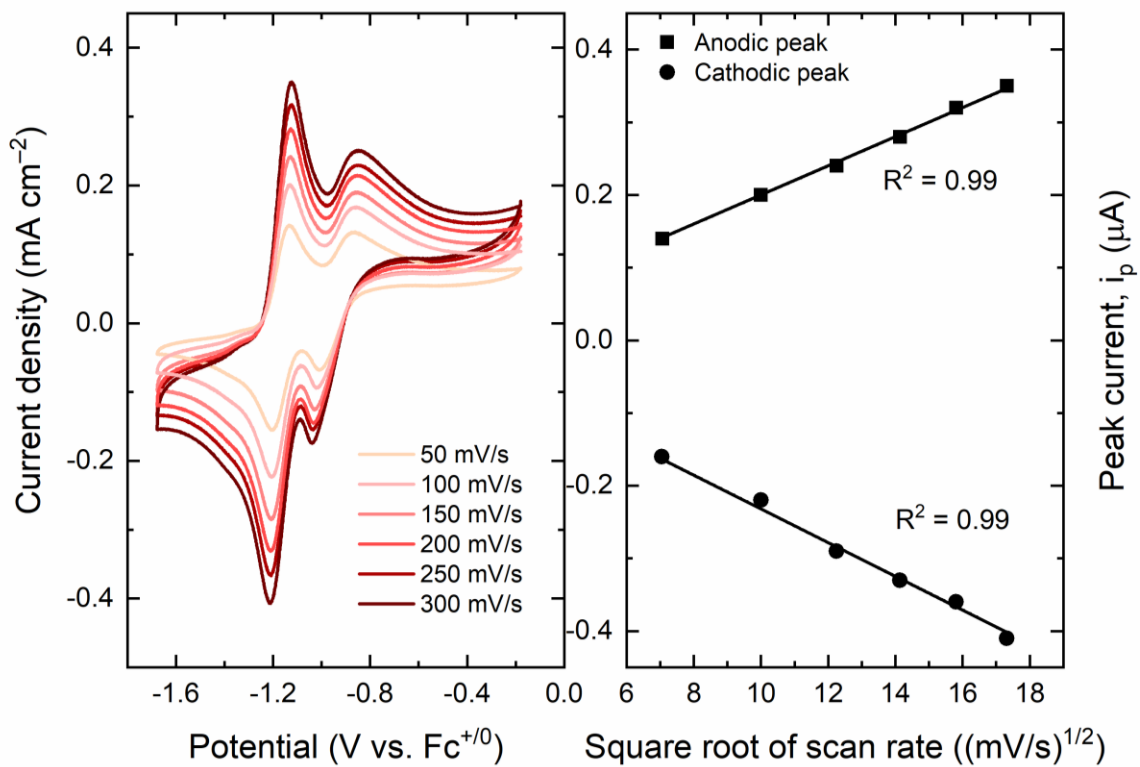 Current density (mA cm⁻²)
0.4
0.2
0.0
-0.2
-0.4
50 mV/s
100 mV/s
150 mV/s
200 mV/s
250 mV/s
300 mV/s
-1.6 -1.2 -0.8 -0.4 0.0
Potential (V vs. Fc⁺ᐟ⁰)
0.4
0.2
0.0
-0.2
-0.4
Anodic peak
Cathodic peak
R² = 0.99
R² = 0.99
6 8 10 12 14 16 18
Square root of scan rate ((mV/s)¹ᐟ²)
Peak current, iₚ (μA)